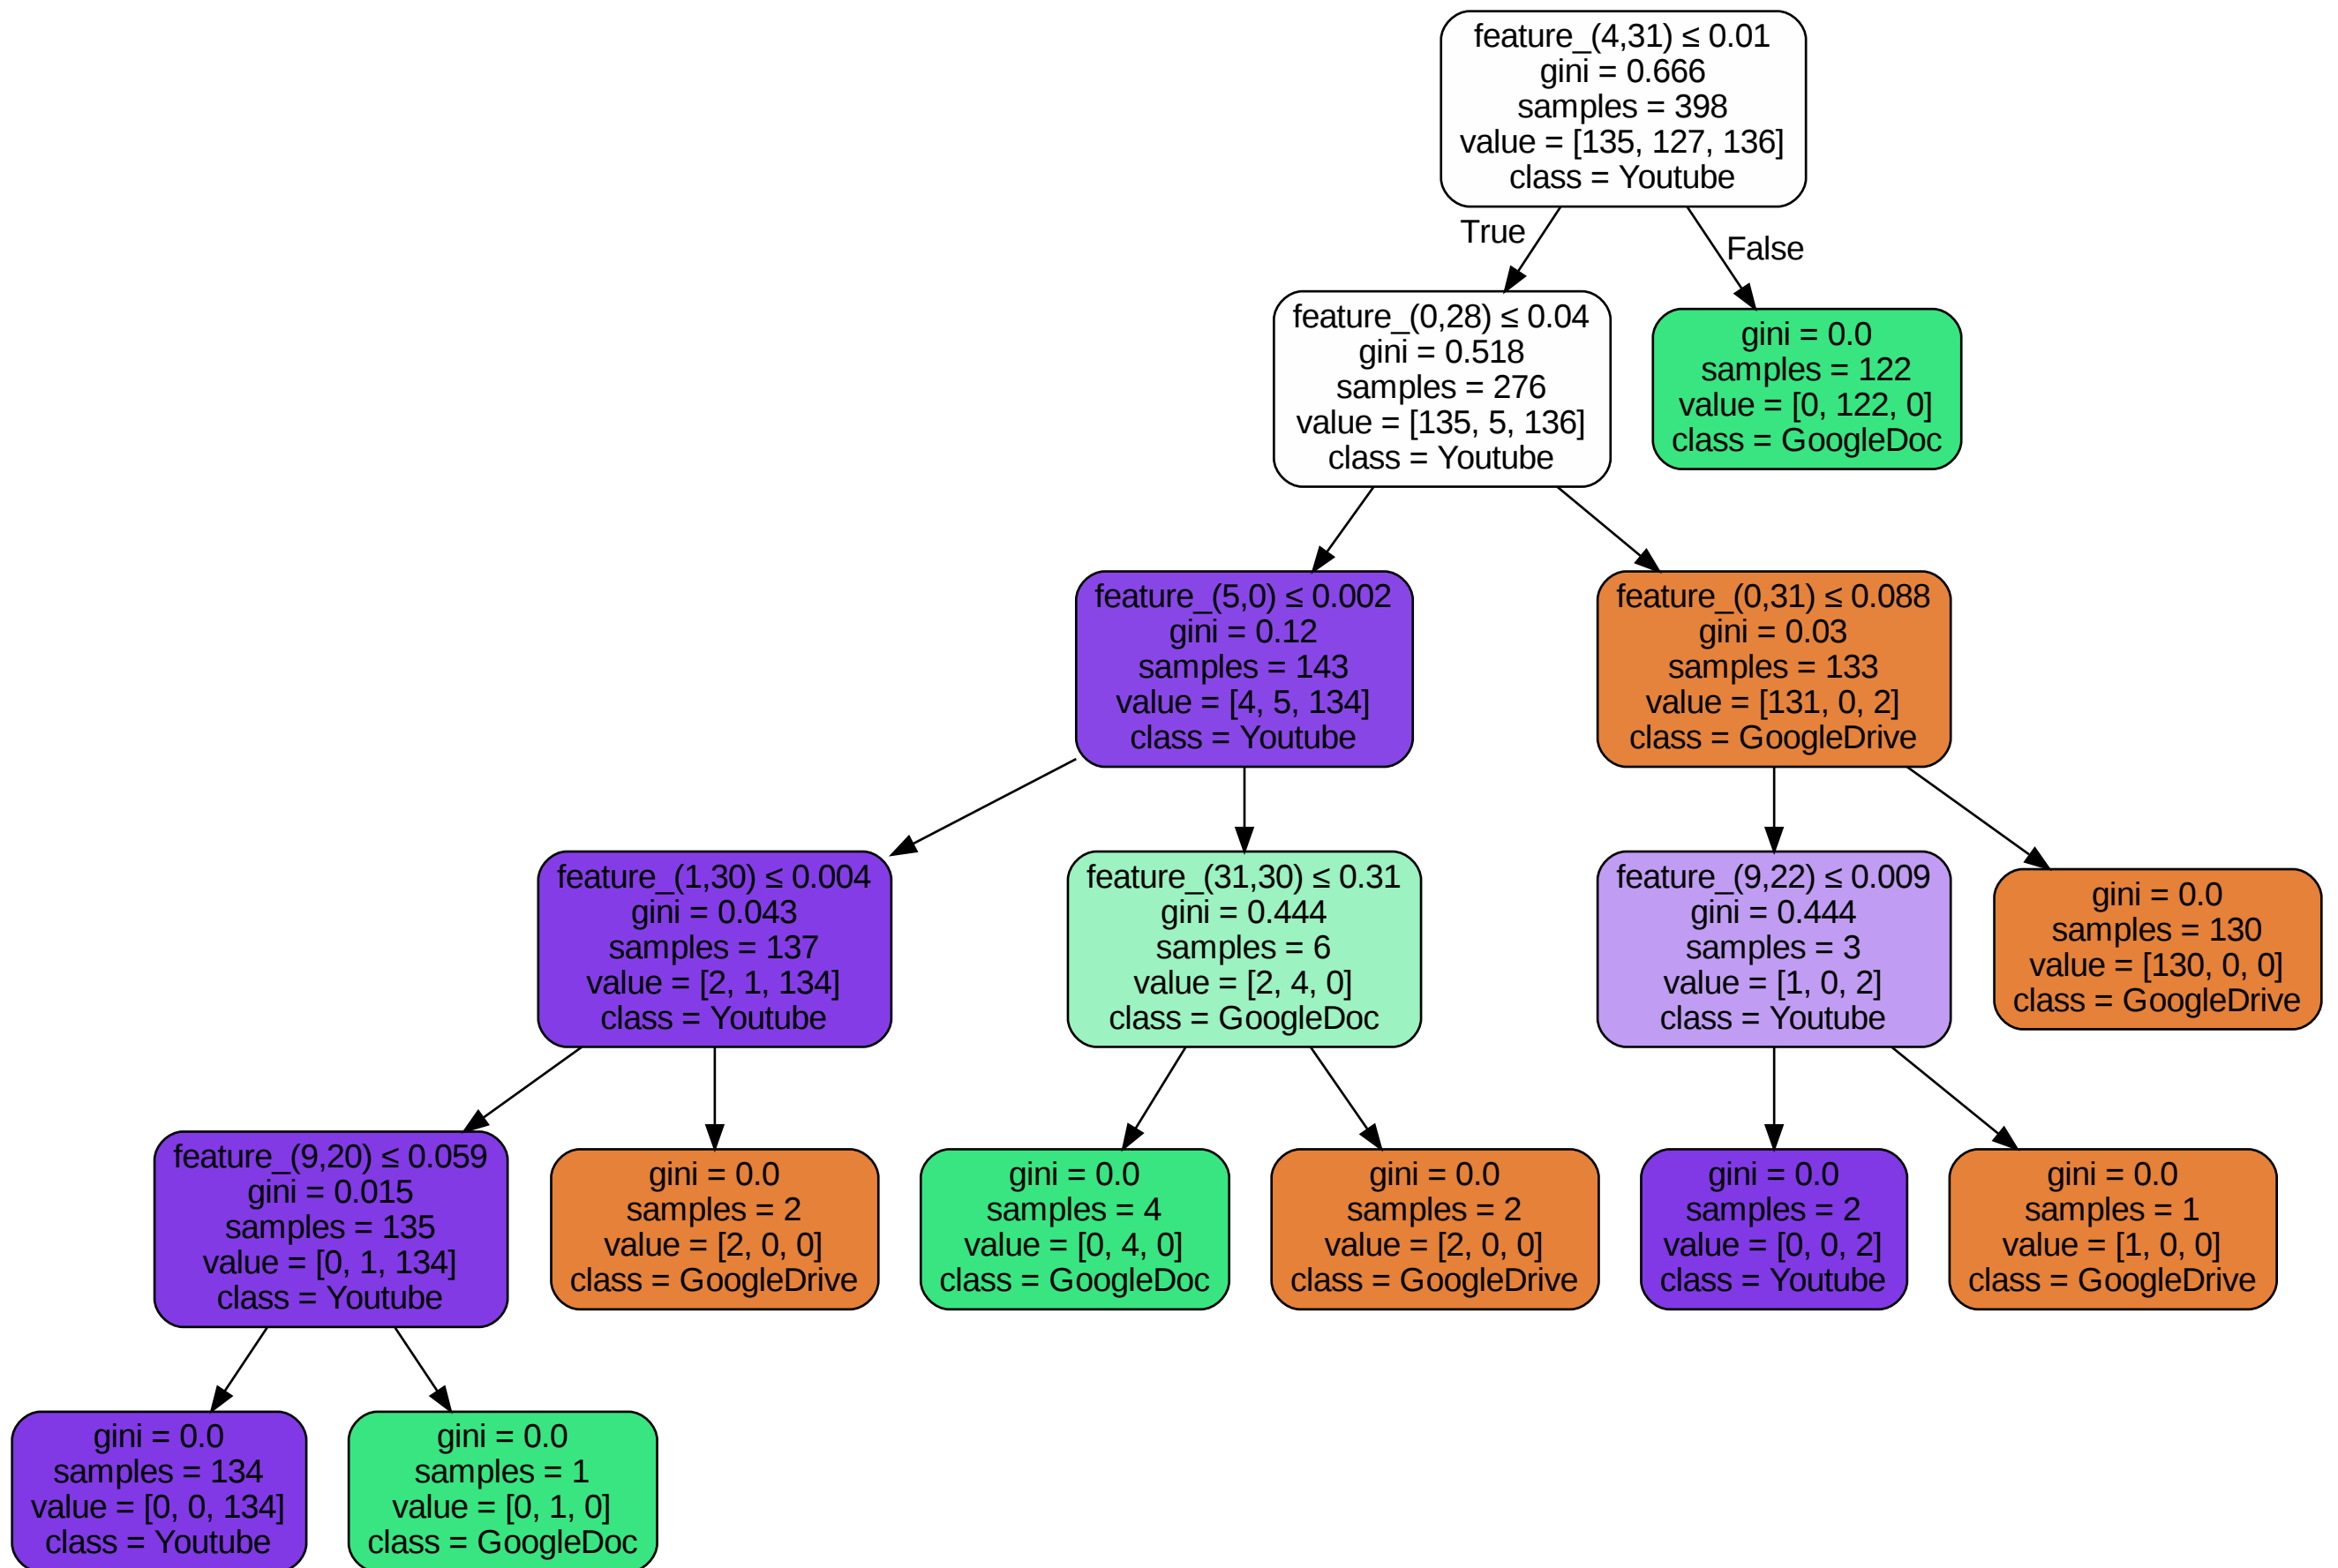 feature_(4,31) ≤ 0.01
gini = 0.666
samples = 398
value = [135, 127, 136]
class = Youtube
True
False
feature_(0,28) ≤ 0.04
gini = 0.518
samples = 276
value = [135, 5, 136]
class = Youtube
gini = 0.0
samples = 122
value = [0, 122, 0]
class = GoogleDoc
feature_(5,0) ≤ 0.002
gini = 0.12
samples = 143
value = [4, 5, 134]
class = Youtube
feature_(0,31) ≤ 0.088
gini = 0.03
samples = 133
value = [131, 0, 2]
class = GoogleDrive
feature_(1,30) ≤ 0.004
gini = 0.043
samples = 137
value = [2, 1, 134]
class = Youtube
feature_(31,30) ≤ 0.31
gini = 0.444
samples = 6
value = [2, 4, 0]
class = GoogleDoc
feature_(9,22) ≤ 0.009
gini = 0.444
samples = 3
value = [1, 0, 2]
class = Youtube
gini = 0.0
samples = 130
value = [130, 0, 0]
class = GoogleDrive
feature_(9,20) ≤ 0.059
gini = 0.015
samples = 135
value = [0, 1, 134]
class = Youtube
gini = 0.0
samples = 2
value = [2, 0, 0]
class = GoogleDrive
gini = 0.0
samples = 4
value = [0, 4, 0]
class = GoogleDoc
gini = 0.0
samples = 2
value = [2, 0, 0]
class = GoogleDrive
gini = 0.0
samples = 2
value = [0, 0, 2]
class = Youtube
gini = 0.0
samples = 1
value = [1, 0, 0]
class = GoogleDrive
gini = 0.0
samples = 134
value = [0, 0, 134]
class = Youtube
gini = 0.0
samples = 1
value = [0, 1, 0]
class = GoogleDoc